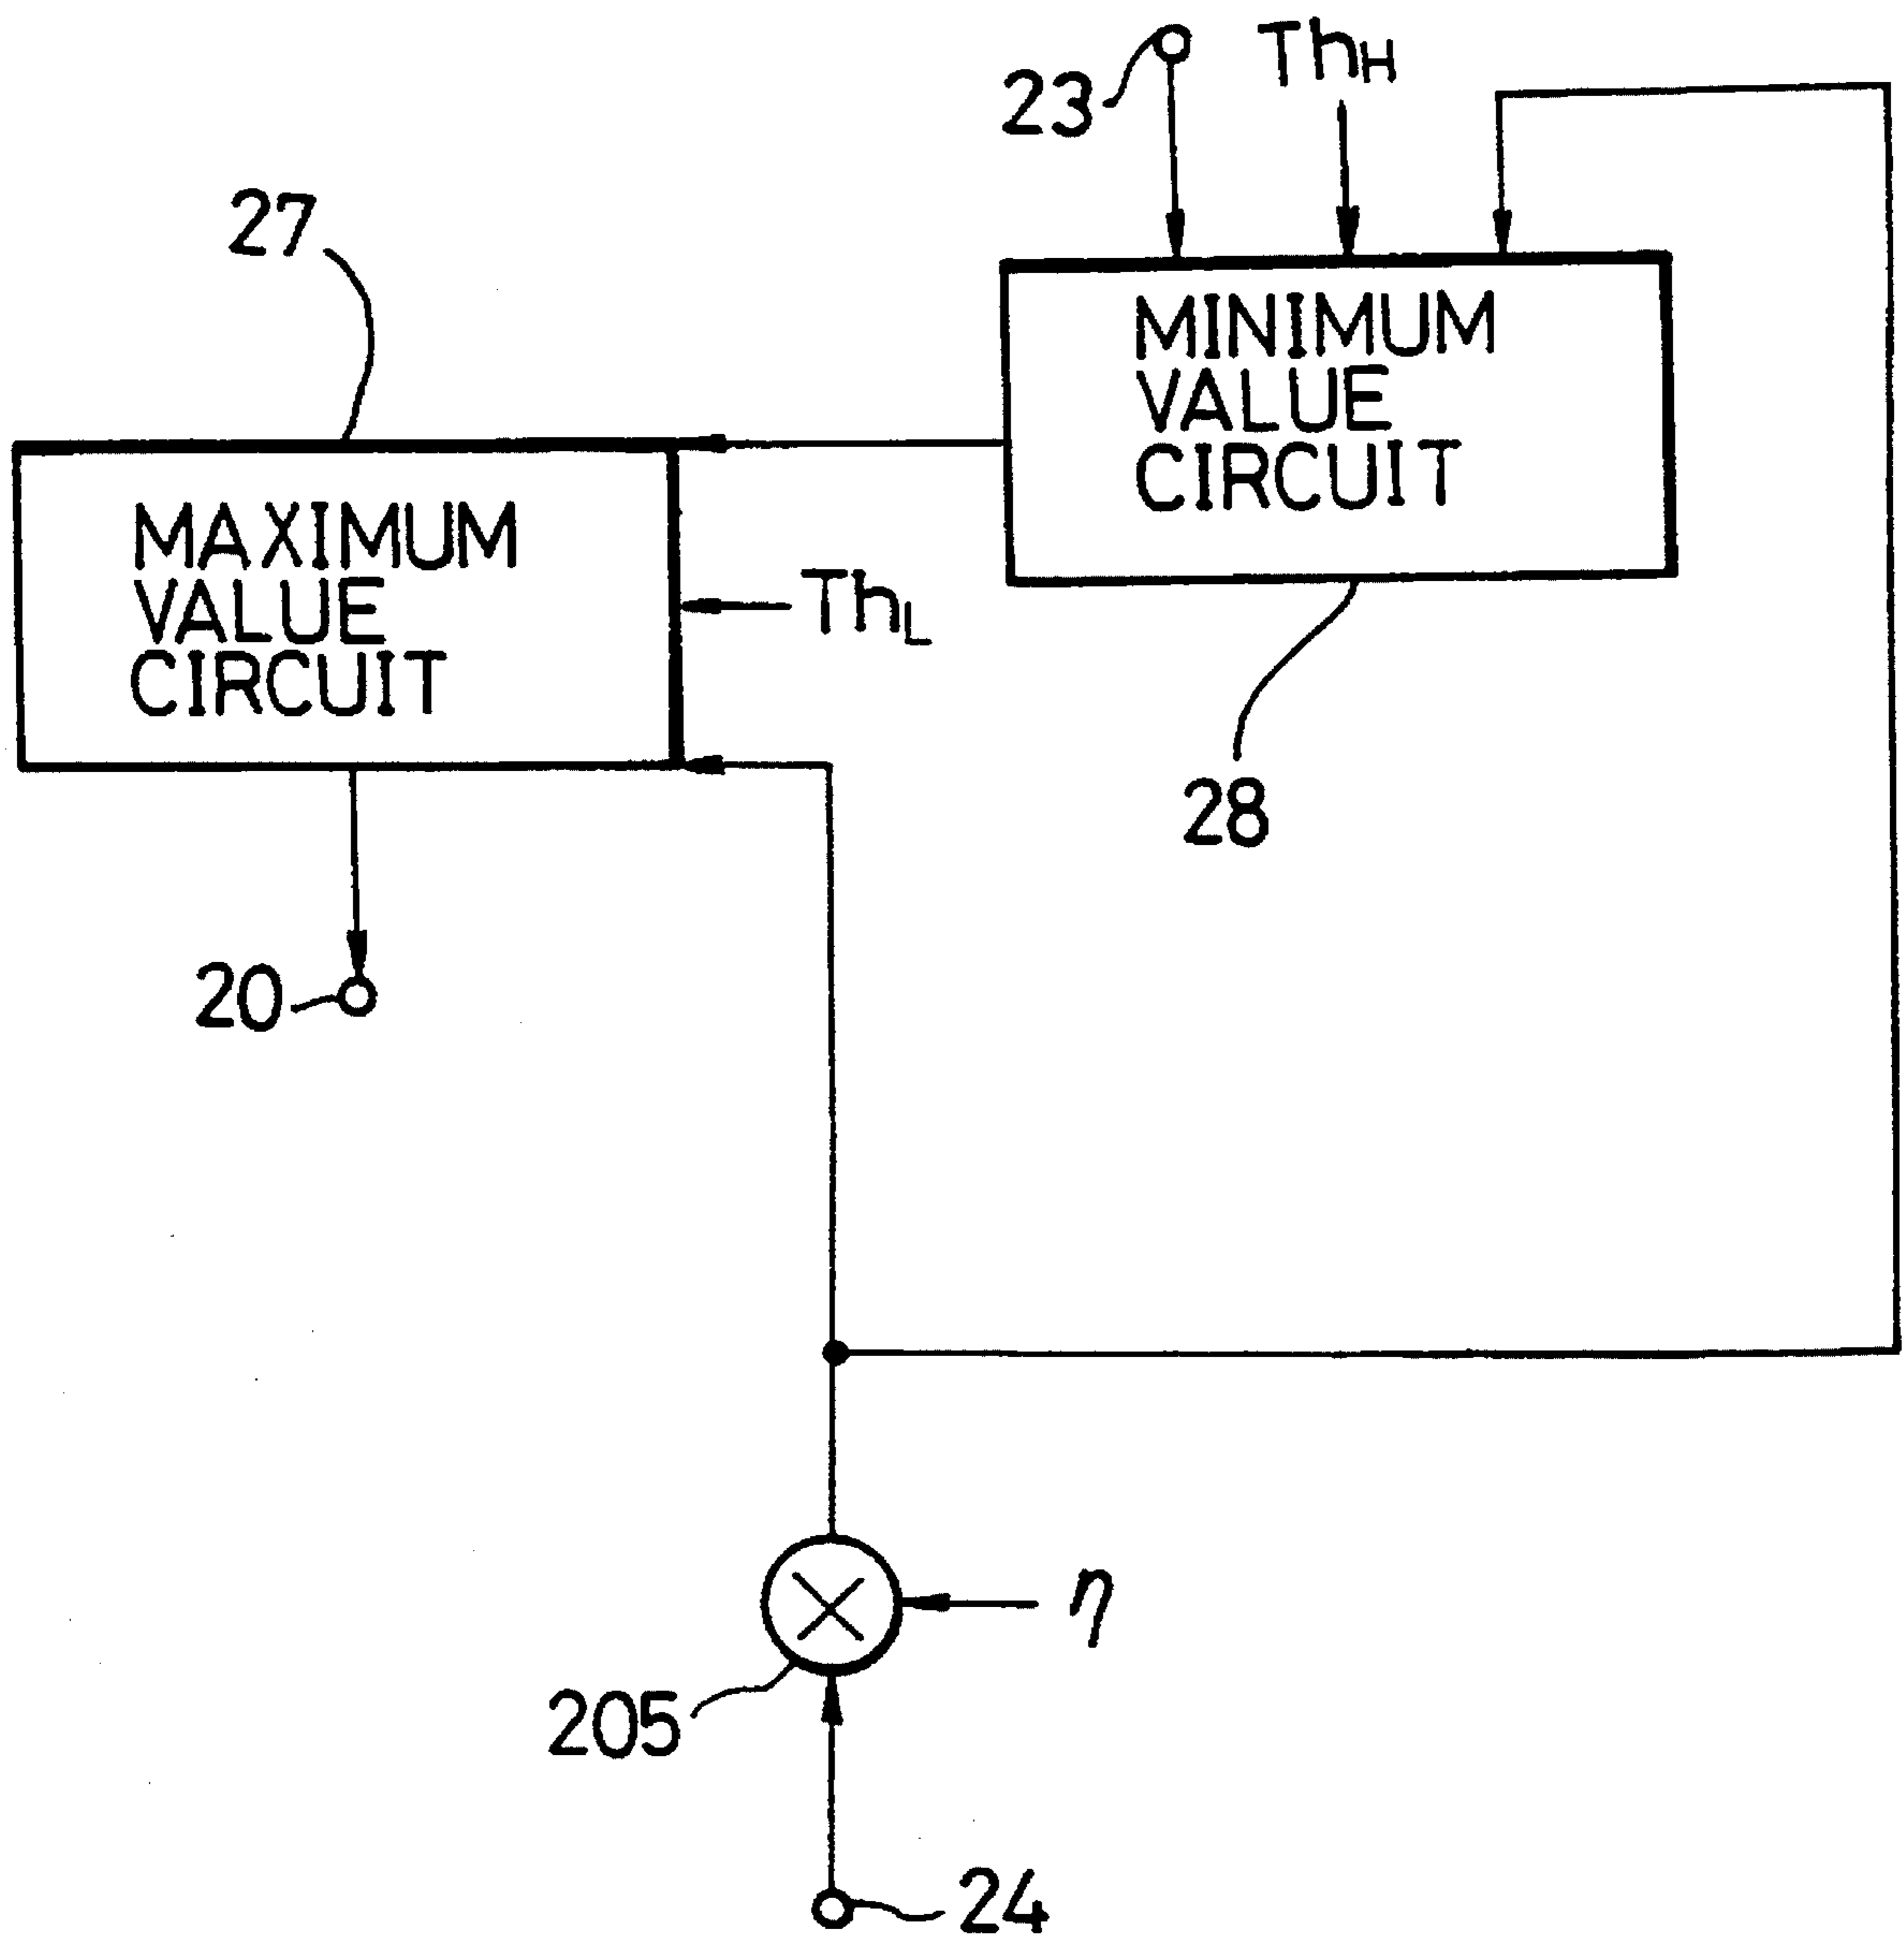 23
ThH
27
MINIMUM
VALUE
CIRCUIT
MAXIMUM
VALUE
CIRCUIT
ThL
28
20
η
205
24